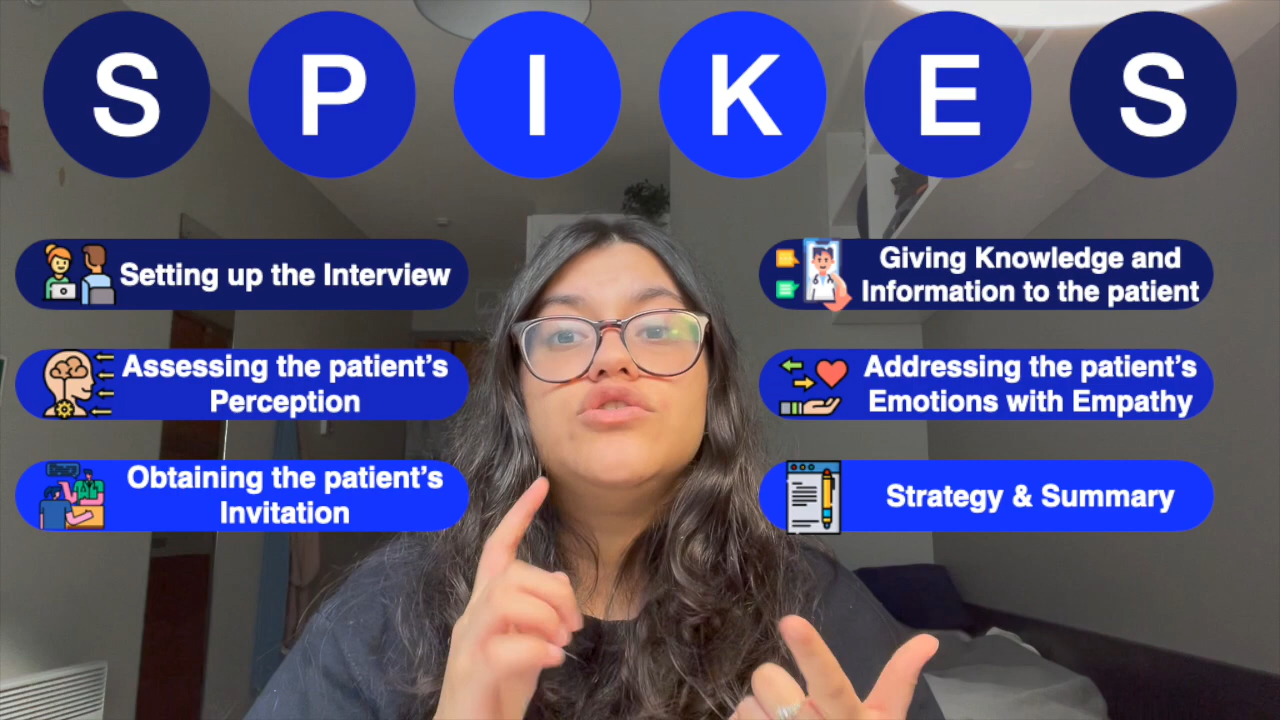 S P I K E S
Setting up the Interview
Assessing the patient's
Perception
Obtaining the patient's
Invitation
Giving Knowledge and
Information to the patient
Addressing the patient's
Emotions with Empathy
Strategy & Summary